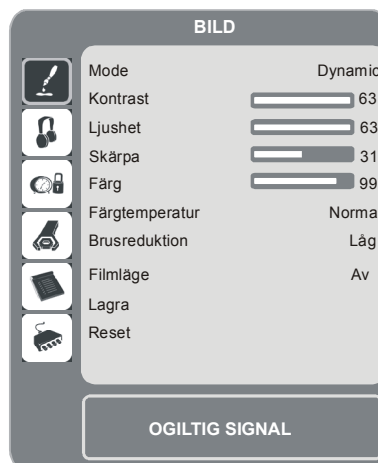 BILD
Mode Dynamic
Kontrast 63
Ljushet 63
Skärpa 31
Färg 99
Färgtemperatur Norma
Brusreduktion Låg
Filmläge Av
Lagra
Reset
OGILTIG SIGNAL